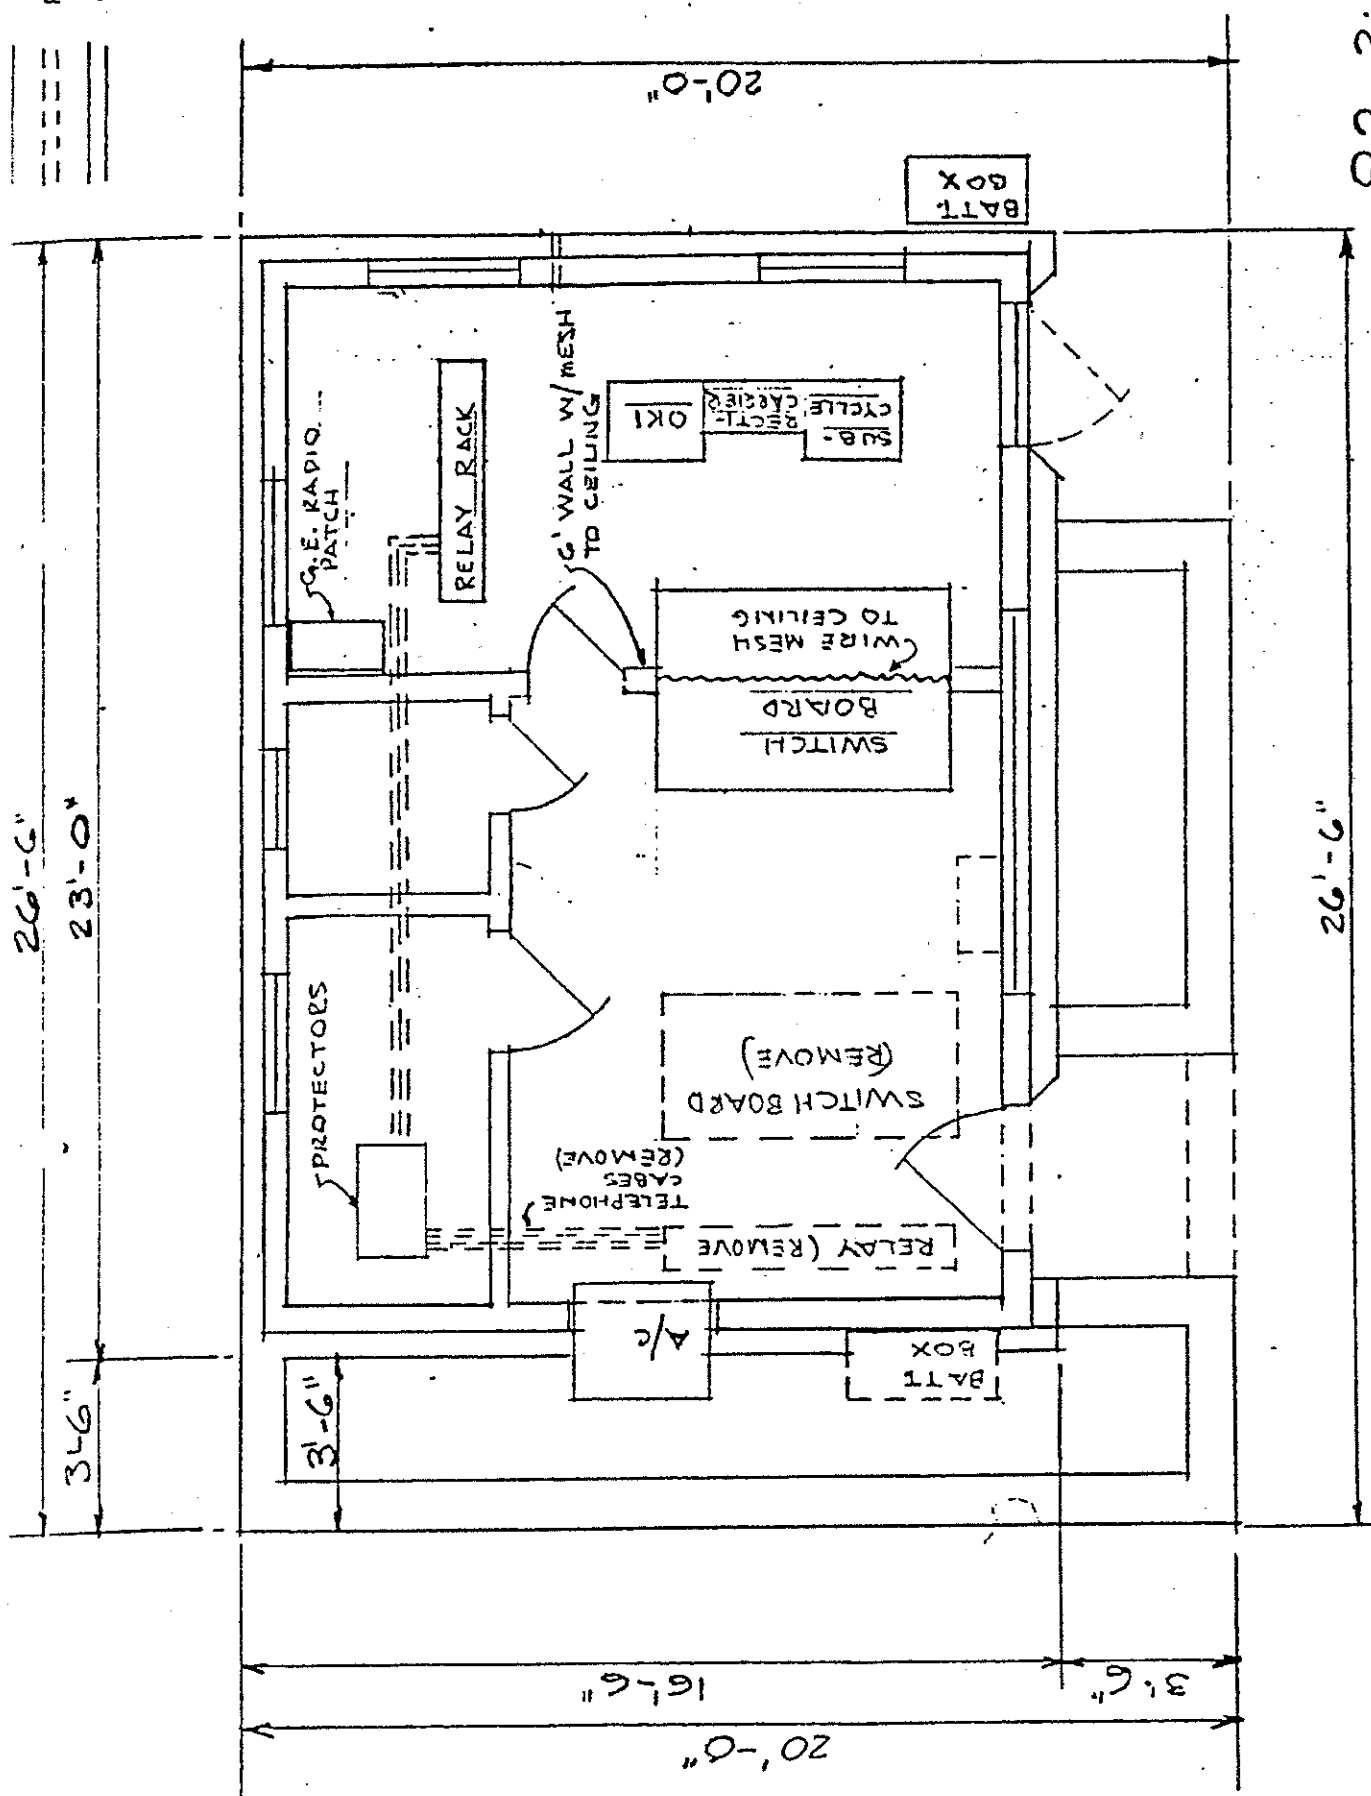 20'-0"
BATT.
BOX
26'-6"
23'-0"
3'-6"
3'-6"
G.E. RADIO
PATCH
RELAY RACK
6' WALL W/MESH
TO CEILING
OKI
RECTI-
CARRIER
SUB-
CYCLE
WIRE MESH
TO CEILING
SWITCH
BOARD
PROTECTORS
SWITCH BOARD
(REMOVE)
TELEPHONE
CABES
(REMOVE)
RELAY (REMOVE
A/C
BATT
BOX
26'-6"
16'-6"
3'-6"
20'-0"